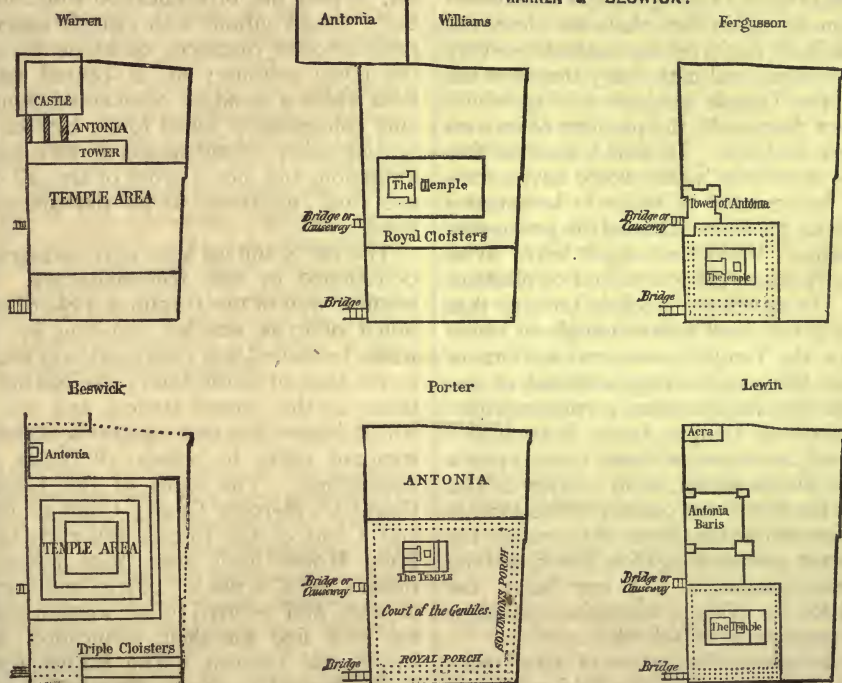 WARREN & BESWICK.
Warren
CASTLE
ANTONIA
TOWER
TEMPLE AREA
Antonia
Williams
The Temple
Bridge or
Causeway
Royal Cloisters
Bridge
Fergusson
Tower of Antonia
Bridge or
Causeway
The Temple
Bridge
Beswick
Antonia
TEMPLE AREA
Triple Cloisters
Porter
ANTONIA
The TEMPLE
Bridge or
Causeway
Court of the Gentiles.
SOLOMON'S PORCH
ROYAL PORCH
Bridge
Lewin
Acra
Antonia
Baris
Bridge or
Causeway
The Temple
Bridge